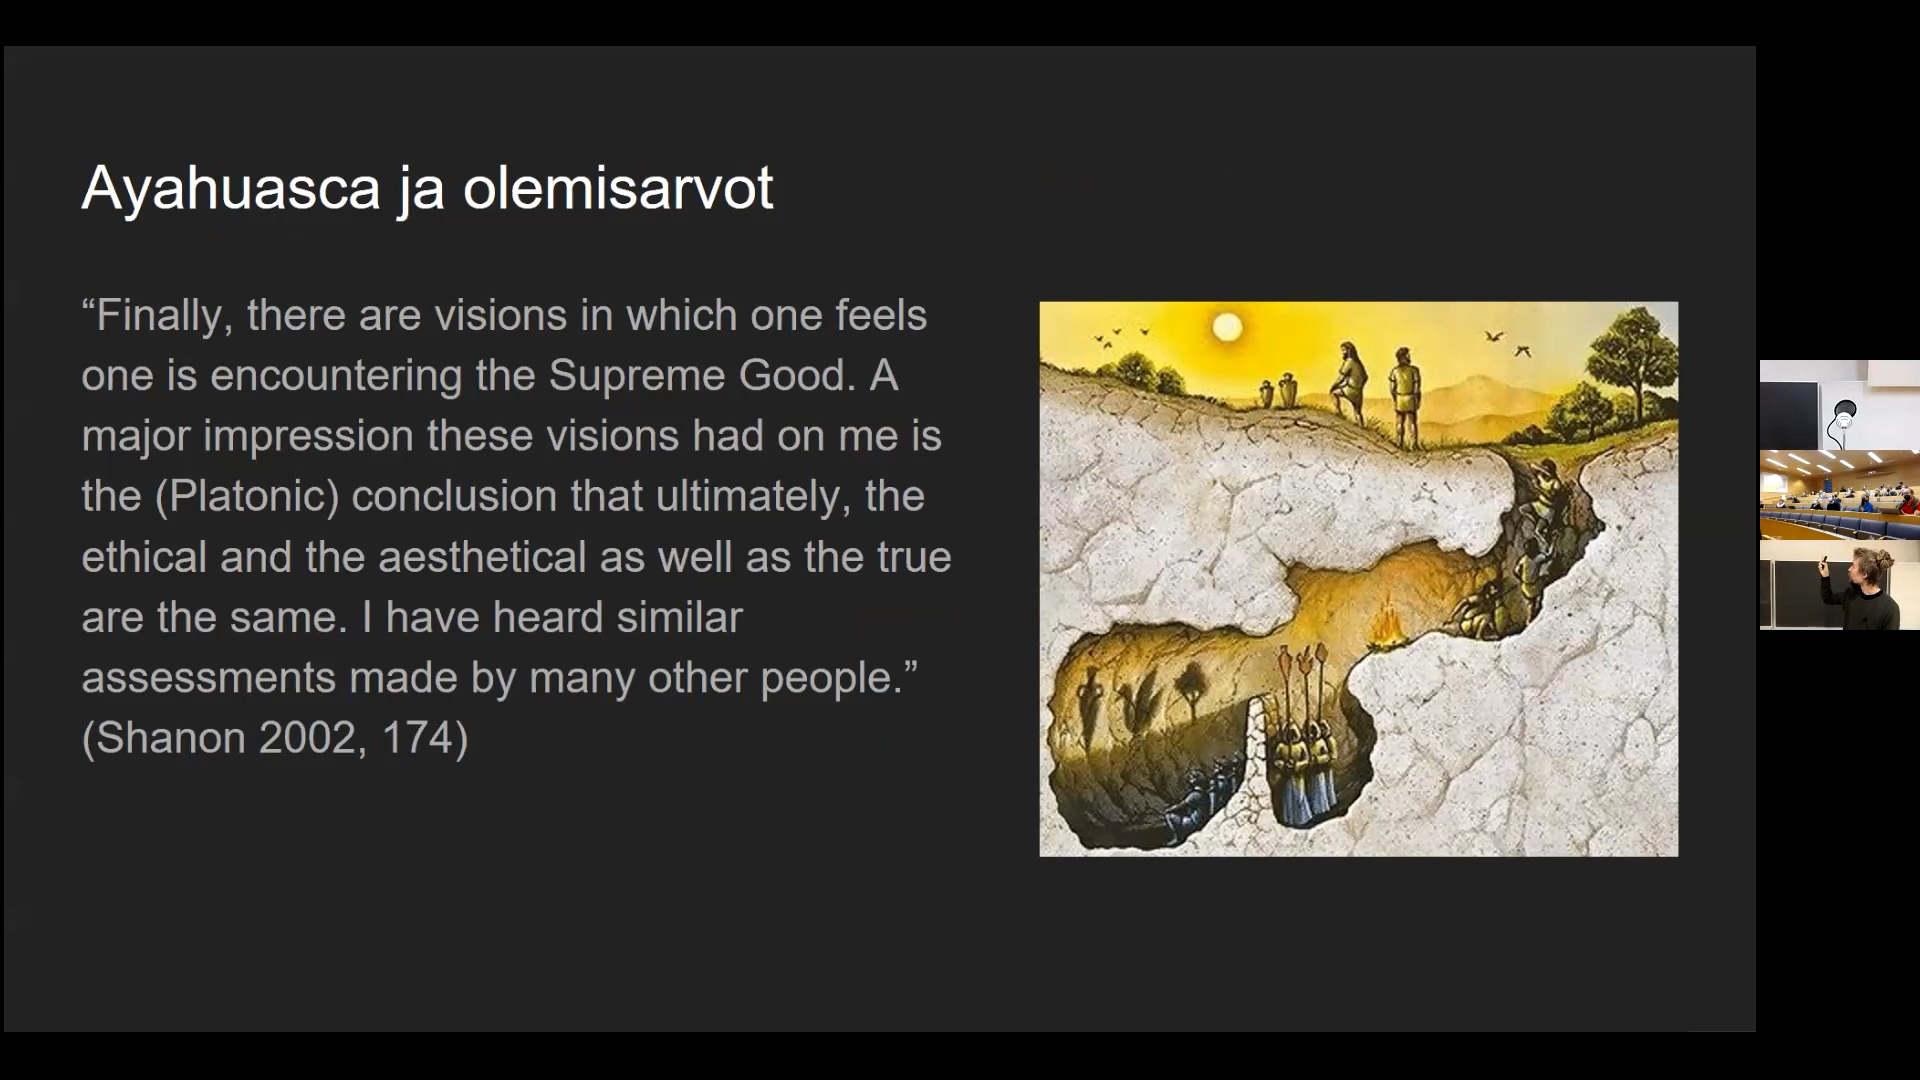 Ayahuasca ja olemisarvot
“Finally, there are visions in which one feels
one is encountering the Supreme Good. A
major impression these visions had on me is
the (Platonic) conclusion that ultimately, the
ethical and the aesthetical as well as the true
are the same. I have heard similar
assessments made by many other people.”
(Shanon 2002, 174)